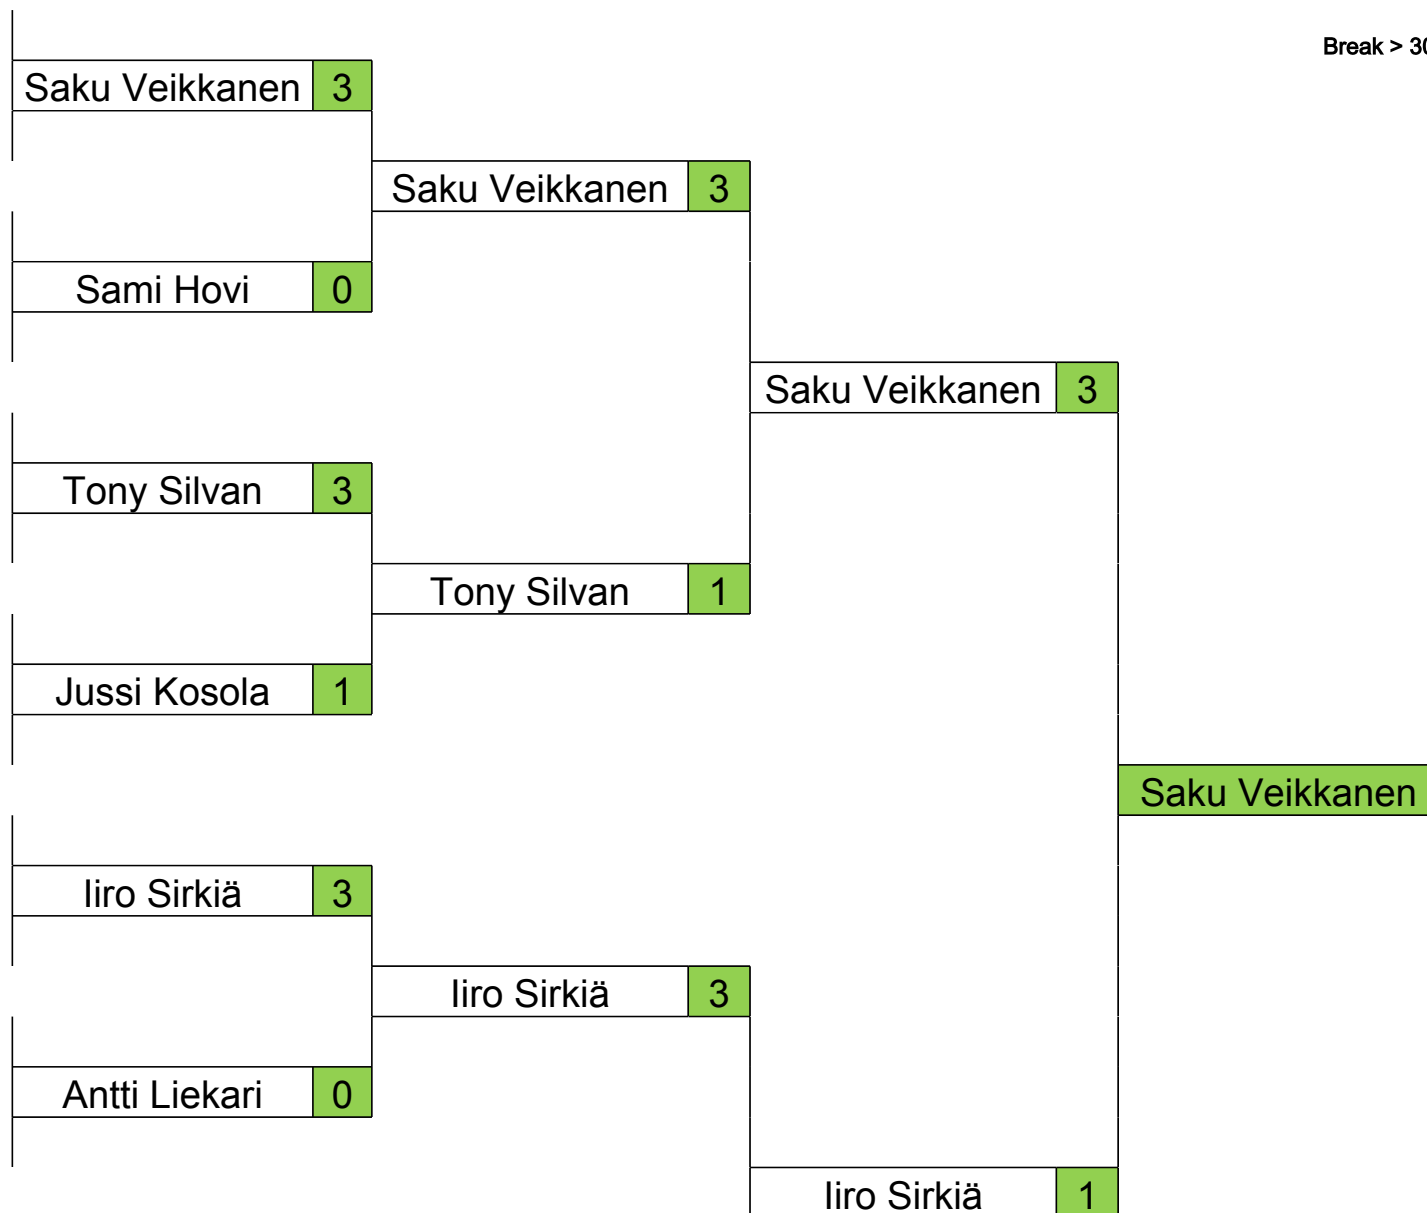 Break > 30
Saku Veikkanen 3
Saku Veikkanen 3
Sami Hovi 0
Saku Veikkanen 3
Tony Silvan 3
Tony Silvan 1
Jussi Kosola 1
Saku Veikkanen
Iiro Sirkiä 3
Iiro Sirkiä 3
Antti Liekari 0
Iiro Sirkiä 1